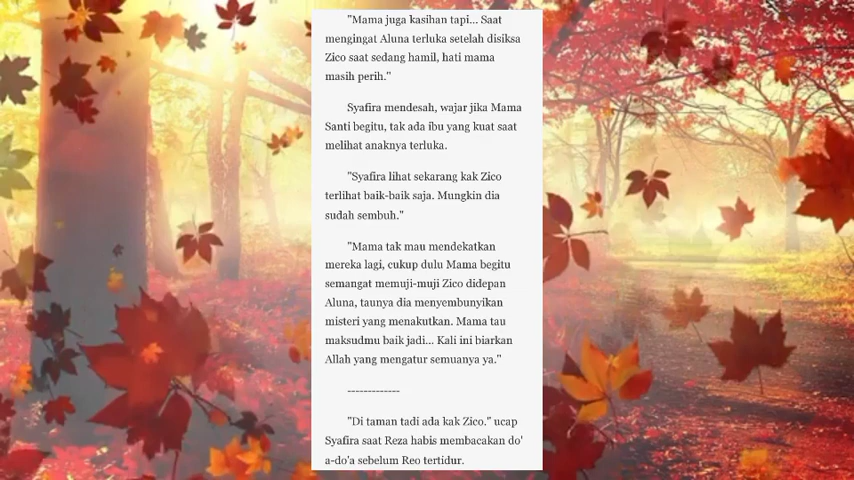 "Mama juga kasihan tapi... Saat
mengingat Aluna terluka setelah disiksa
Zico saat sedang hamil, hati mama
masih perih."
Syafira mendesah, wajar jika Mama
Santi begitu, tak ada ibu yang kuat saat
melihat anaknya terluka.
"Syafira lihat sekarang kak Zico
terlihat baik-baik saja. Mungkin dia
sudah sembuh."
"Mama tak mau mendekatkan
mereka lagi, cukup dulu Mama begitu
semangat memuji-muji Zico didepan
Aluna, taunya dia menyembunyikan
misteri yang menakutkan. Mama tau
maksudmu baik jadi... Kali ini biarkan
Allah yang mengatur semuanya ya."
-------------
"Di taman tadi ada kak Zico." ucap
Syafira saat Reza habis membacakan do'
a-do'a sebelum Reo tertidur.